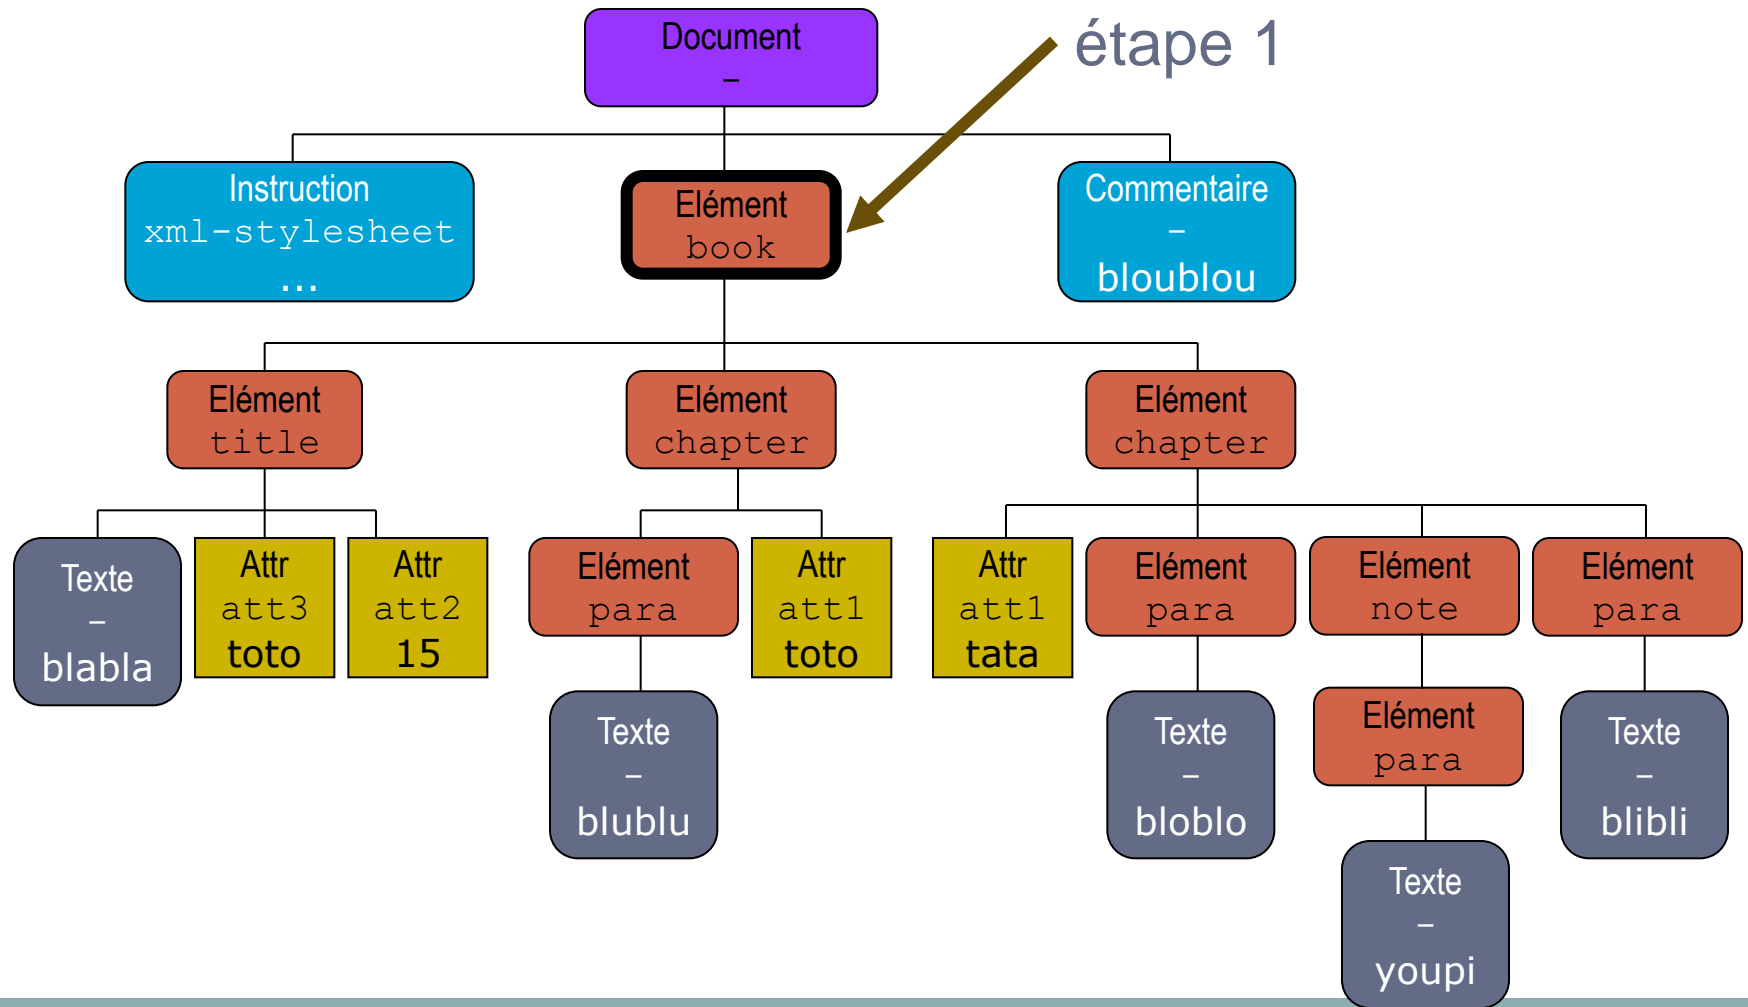 Document
–
étape 1
Instruction
xml-stylesheet
...
Elément
book
Commentaire
–
bloublou
Elément
title
Elément
chapter
Elément
chapter
Texte
–
blabla
Attr
att3
toto
Attr
att2
15
Elément
para
Attr
att1
toto
Attr
att1
tata
Elément
para
Elément
note
Elément
para
Texte
–
blublu
Texte
–
bloblo
Elément
para
Texte
–
blibli
Texte
–
youpi